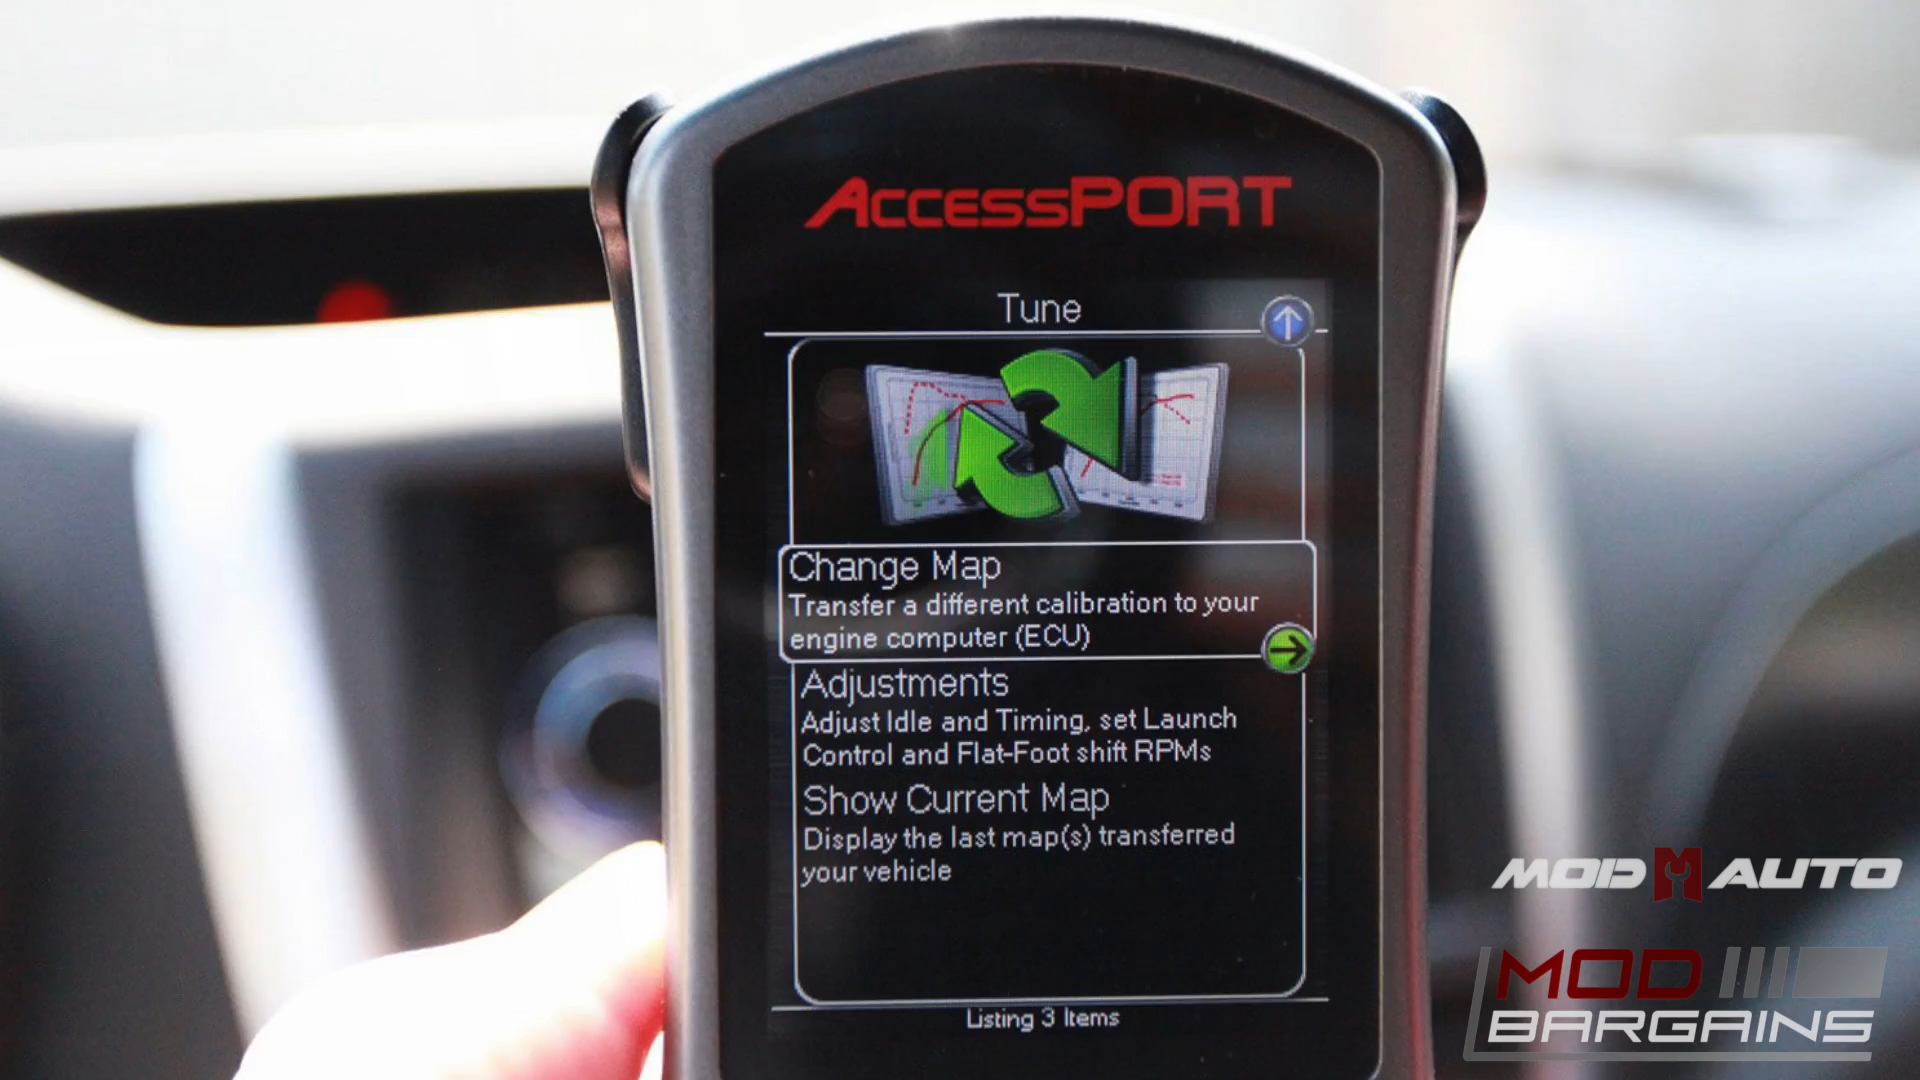 AccessPORT
Tune
Change Map
Transfer a different calibration to your
engine computer (ECU)
Adjustments
Adjust Idle and Timing, set Launch
Control and Flat-Foot shift RPMs
Show Current Map
Display the last map(s) transferred
your vehicle
Listing 3 Items
MOD AUTO
MOD
BARGAINS